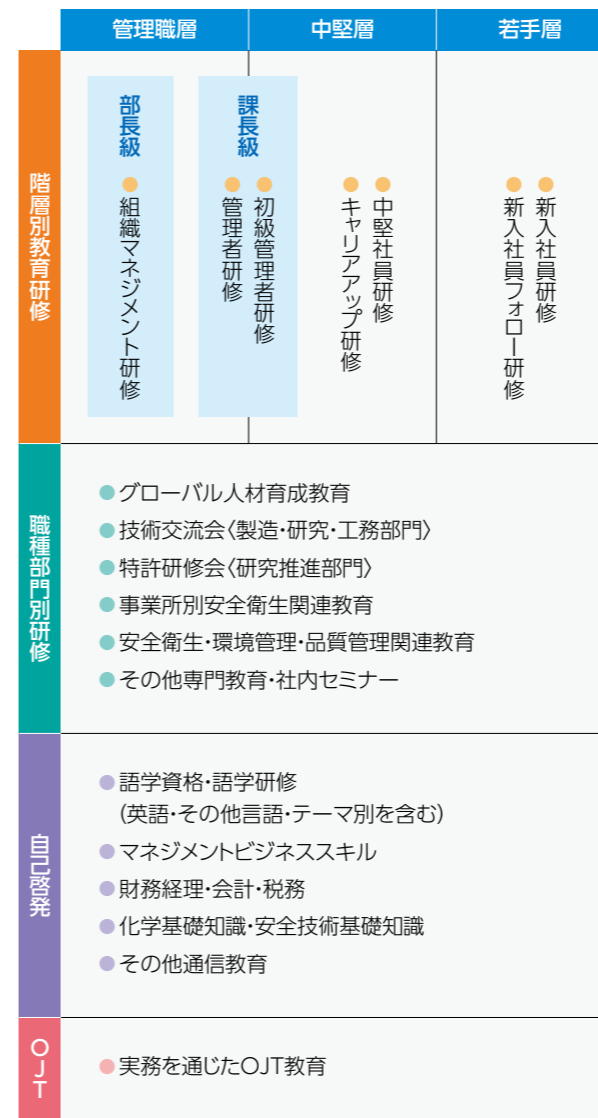 管理職層
中堅層
若手層
階層別教育研修
部長級
●組織マネジメント研修
課長級
●初級管理者研修
●管理者研修
●中堅社員研修
●キャリアアップ研修
●新入社員研修
●新入社員フォロー研修
職種部門別研修
●グローバル人材育成教育
●技術交流会〈製造・研究・工務部門〉
●特許研修会〈研究推進部門〉
●事業所別安全衛生関連教育
●安全衛生・環境管理・品質管理関連教育
●その他専門教育・社内セミナー
自己啓発
●語学資格・語学研修
(英語・その他言語・テーマ別を含む)
●マネジメントビジネススキル
●財務経理・会計・税務
●化学基礎知識・安全技術基礎知識
●その他通信教育
OJT
●実務を通じたOJT教育